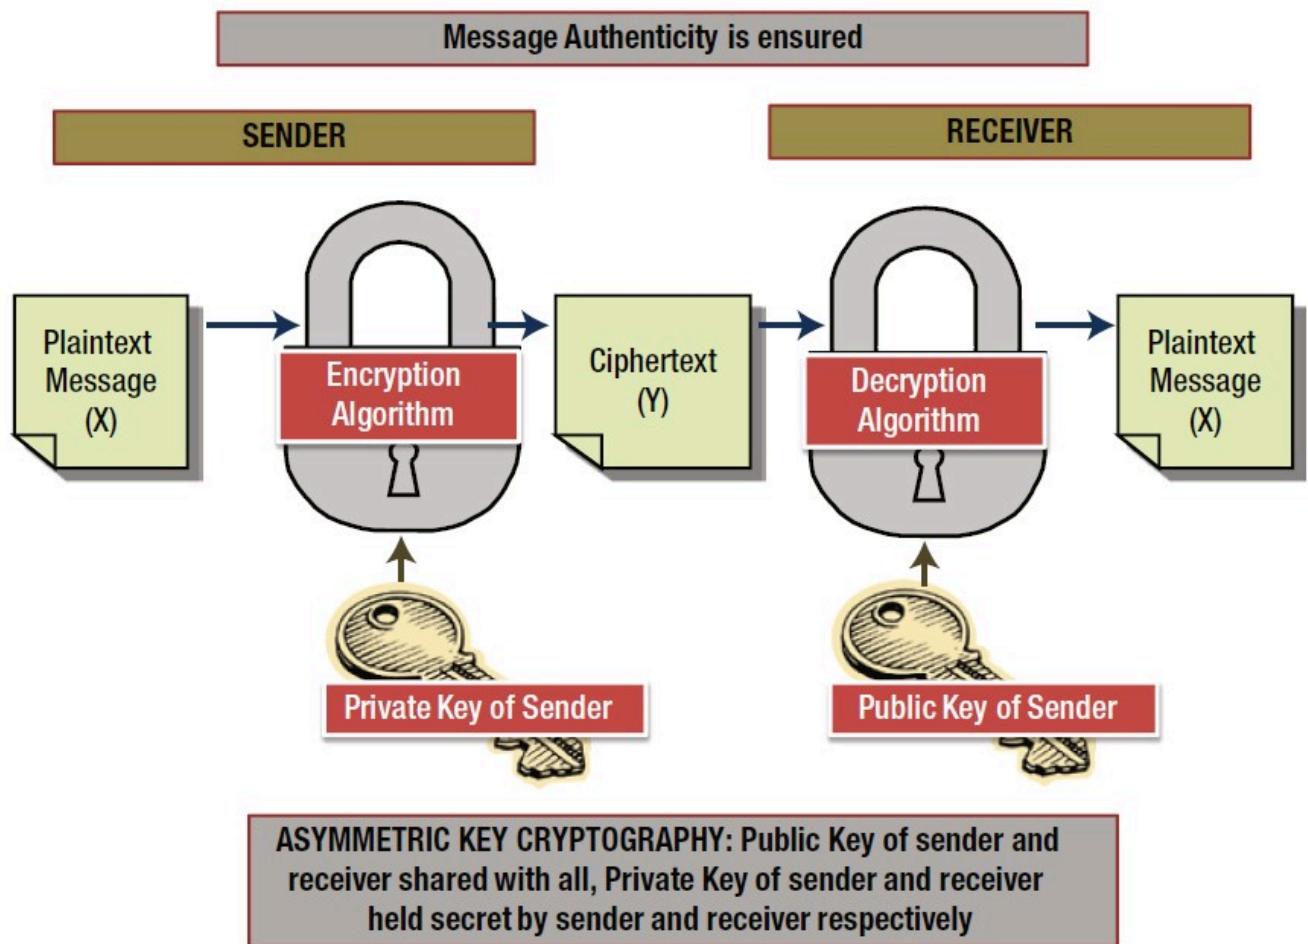 Message Authenticity is ensured
SENDER
RECEIVER
Plaintext
Message
(X)
Encryption
Algorithm
Ciphertext
(Y)
Decryption
Algorithm
Plaintext
Message
(X)
Private Key of Sender
Public Key of Sender
ASYMMETRIC KEY CRYPTOGRAPHY: Public Key of sender and
receiver shared with all, Private Key of sender and receiver
held secret by sender and receiver respectively